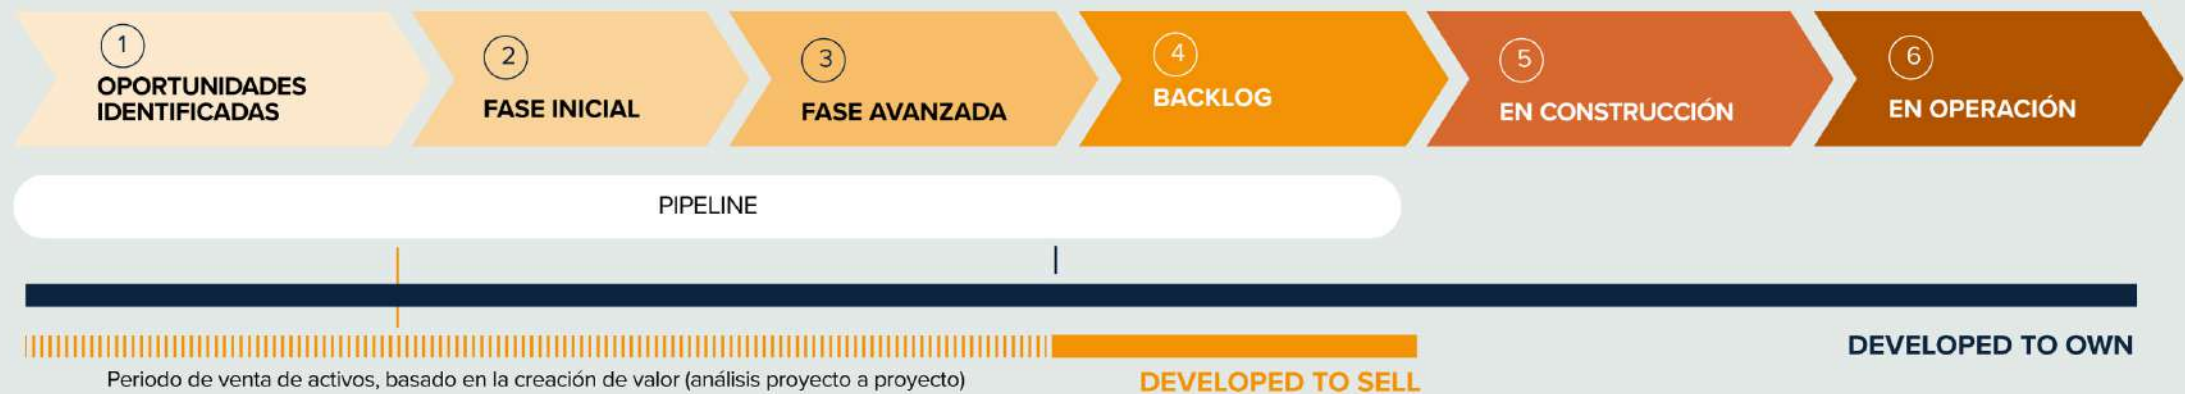 1
OPORTUNIDADES
IDENTIFICADAS
2
FASE INICIAL
3
FASE AVANZADA
4
BACKLOG
5
EN CONSTRUCCIÓN
6
EN OPERACIÓN
PIPELINE
DEVELOPED TO OWN
Periodo de venta de activos, basado en la creación de valor (análisis proyecto a proyecto)
DEVELOPED TO SELL